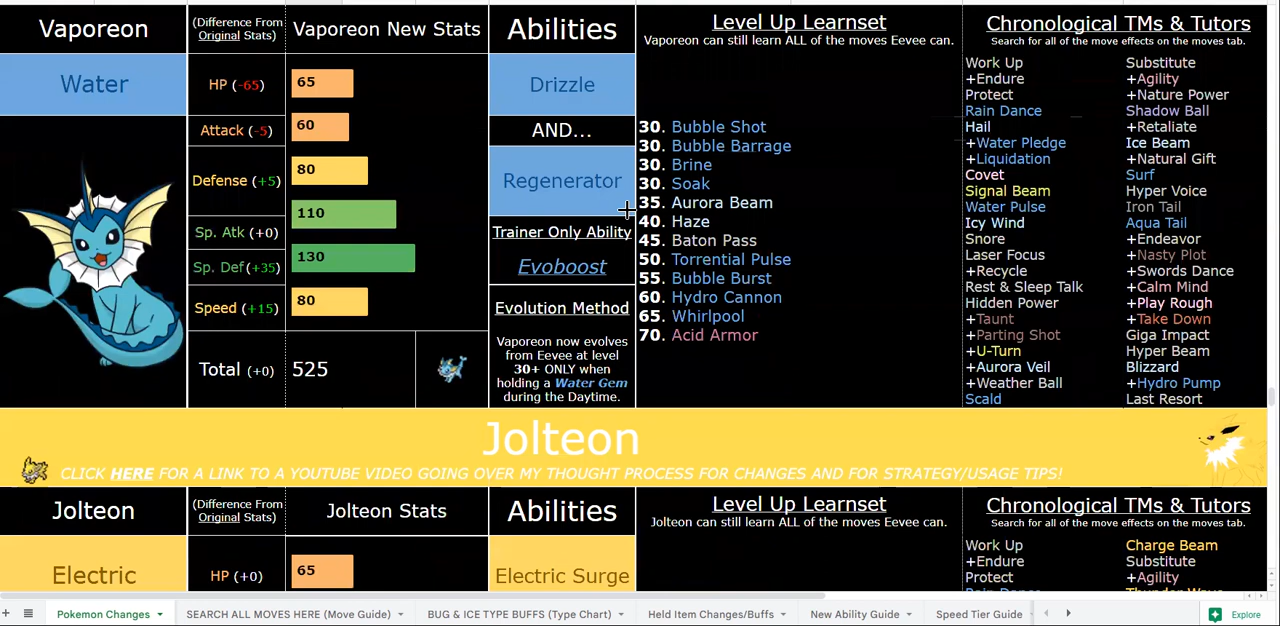 Vaporeon
(Difference From
Original Stats)
Vaporeon New Stats
Abilities
Level Up Learnset
Vaporeon can still learn ALL of the moves Eevee can.
Chronological TMs & Tutors
Search for all of the move effects on the moves tab.
Water
HP (-65)
65
Attack (-5)
60
Defense (+5)
80
Sp. Atk (+0)
110
Sp. Def (+35)
130
Speed (+15)
80
Total (+0)
525
Drizzle
AND...
Regenerator
Trainer Only Ability
Evoboost
Evolution Method
Vaporeon now evolves
from Eevee at level
30+ ONLY when
holding a Water Gem
during the Daytime.
30. Bubble Shot
30. Bubble Barrage
30. Brine
30. Soak
35. Aurora Beam
40. Haze
45. Baton Pass
50. Torrential Pulse
55. Bubble Burst
60. Hydro Cannon
65. Whirlpool
70. Acid Armor
Work Up
+Endure
Protect
Rain Dance
Hail
+Water Pledge
+Liquidation
Covet
Signal Beam
Water Pulse
Icy Wind
Snore
Laser Focus
+Recycle
Rest & Sleep Talk
Hidden Power
+Taunt
+Parting Shot
+U-Turn
+Aurora Veil
+Weather Ball
Scald
Substitute
+Agility
+Nature Power
Shadow Ball
+Retaliate
Ice Beam
+Natural Gift
Surf
Hyper Voice
Iron Tail
Aqua Tail
+Endeavor
+Nasty Plot
+Swords Dance
+Calm Mind
+Play Rough
+Take Down
Giga Impact
Hyper Beam
Blizzard
+Hydro Pump
Last Resort
Jolteon
CLICK HERE FOR A LINK TO A YOUTUBE VIDEO GOING OVER MY THOUGHT PROCESS FOR CHANGES AND FOR STRATEGY/USAGE TIPS!
Jolteon
(Difference From
Original Stats)
Jolteon Stats
Abilities
Level Up Learnset
Jolteon can still learn ALL of the moves Eevee can.
Chronological TMs & Tutors
Search for all of the move effects on the moves tab.
Electric
HP (+0)
65
Electric Surge
Work Up
+Endure
Protect
Rain Dance
Charge Beam
Substitute
+Agility
Thunder Wave
Pokemon Changes
SEARCH ALL MOVES HERE (Move Guide)
BUG & ICE TYPE BUFFS (Type Chart)
Held Item Changes/Buffs
New Ability Guide
Speed Tier Guide
Explore